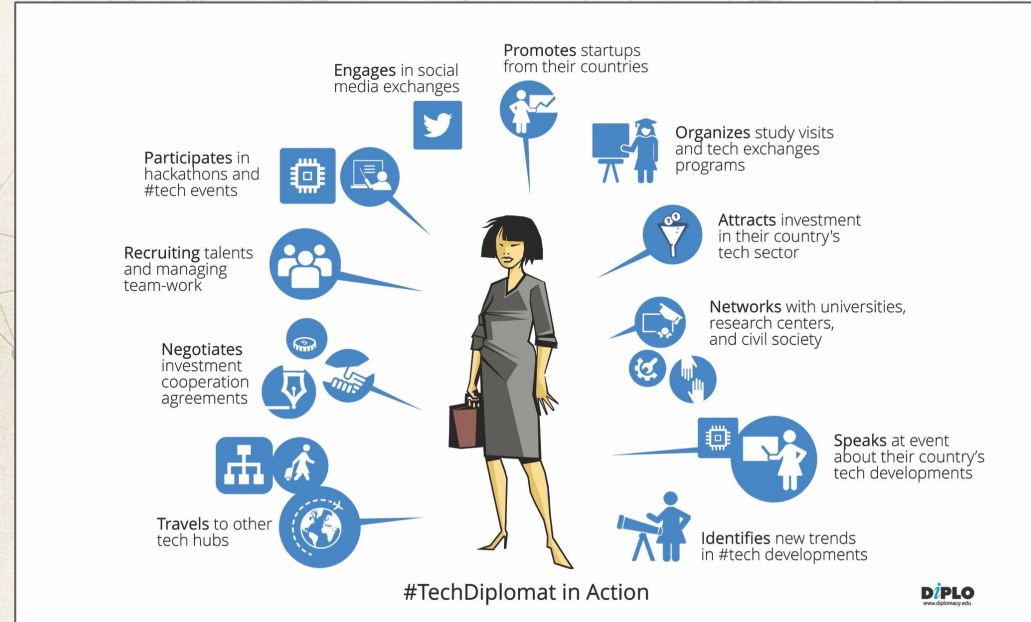 Promotes startups
from their countries
Engages in social
media exchanges
Organizes study visits
and tech exchanges
programs
Participates in
hackathons and
#tech events
Attracts investment
in their country's
tech sector
Recruiting talents
and managing
team-work
Networks with universities,
research centers,
and civil society
Negotiates
investment
cooperation
agreements
Speaks at event
about their country's
tech developments
Travels to other
tech hubs
Identifies new trends
in #tech developments
#TechDiplomat in Action
DiPLO
www.diplomacy.edu